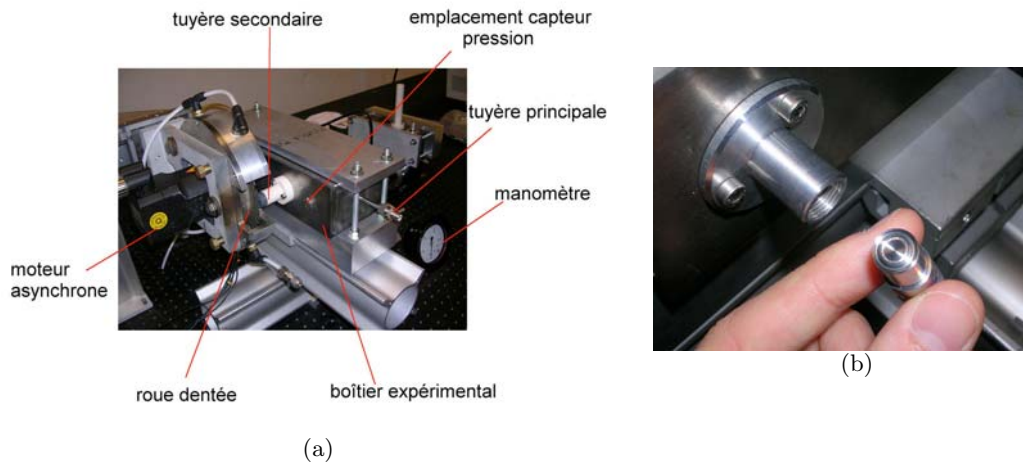 tuyère secondaire
emplacement capteur
pression
tuyère principale
manomètre
moteur
asynchrone
roue dentée
boîtier expérimental
(a)
(b)